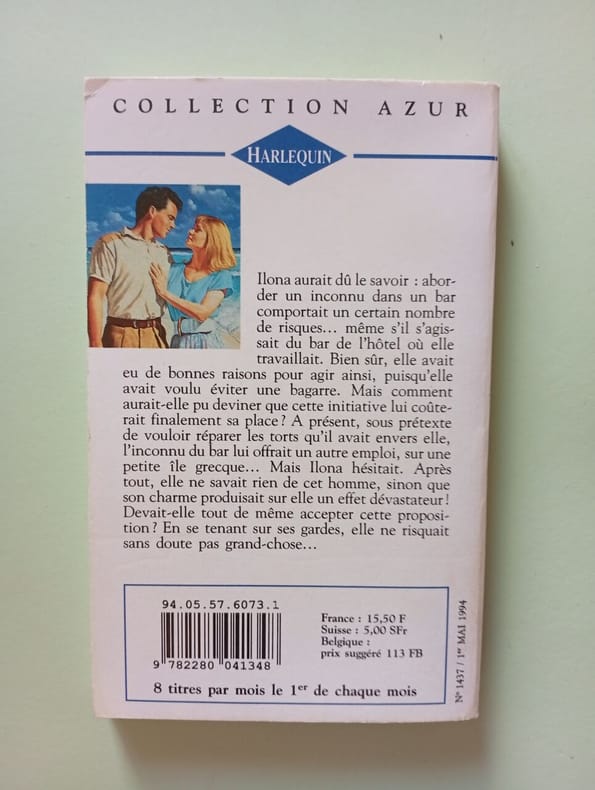 COLLECTION AZUR
HARLEQUIN
Ilona aurait dû le savoir : abor-
der un inconnu dans un bar
comportait un certain nombre
de risques... même s'il s'agis-
sait du bar de l'hôtel où elle
travaillait. Bien sûr, elle avait
eu de bonnes raisons pour agir ainsi, puisqu'elle
avait voulu éviter une bagarre. Mais comment
aurait-elle pu deviner que cette initiative lui coûte-
rait finalement sa place ? A présent, sous prétexte
de vouloir réparer les torts qu'il avait envers elle,
l'inconnu du bar lui offrait un autre emploi, sur une
petite île grecque... Mais Ilona hésitait. Après
tout, elle ne savait rien de cet homme, sinon que
son charme produisait sur elle un effet dévastateur !
Devait-elle tout de même accepter cette proposi-
tion ? En se tenant sur ses gardes, elle ne risquait
sans doute pas grand-chose...
94.05.57.6073.1
9 782280 041348
France : 15,50 F
Suisse : 5,00 SFr
Belgique :
prix suggéré 113 FB
8 titres par mois le 1er de chaque mois
N° 1437 / 1er MAI 1994